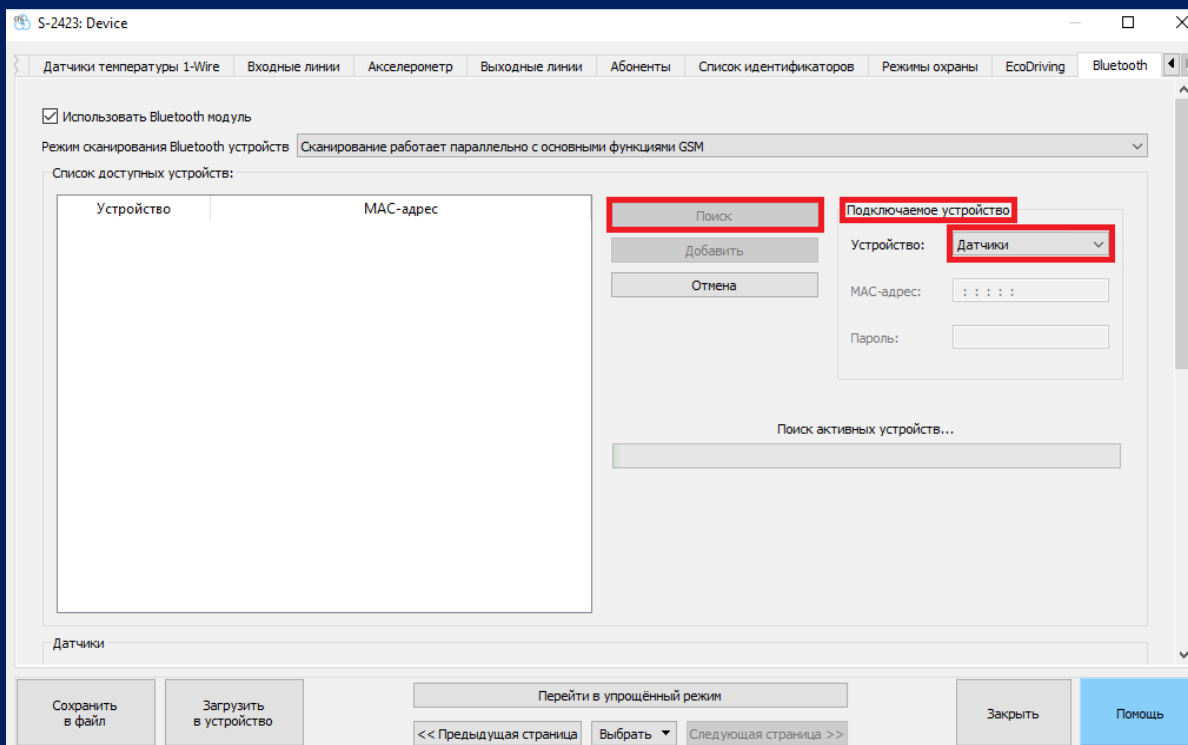 S-2423: Device
Датчики температуры 1-Wire Входные линии Акселерометр Выходные линии Абоненты Список идентификаторов Режимы охраны EcoDriving Bluetooth
Использовать Bluetooth модуль
Режим сканирования Bluetooth устройств Сканирование работает параллельно с основными функциями GSM
Список доступных устройств:
Устройство МАС-адрес
Поиск
Добавить
Отмена
Подключаемое устройство
Устройство: Датчики
МАС-адрес: : : : : :
Пароль:
Поиск активных устройств...
Датчики
Сохранить
в файл
Загрузить
в устройство
Перейти в упрощённый режим
<< Предыдущая страница Выбрать Следующая страница >>
Закрыть
Помощь